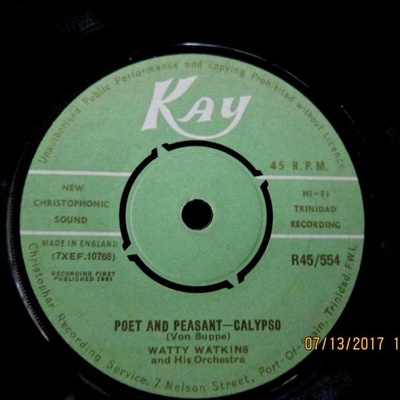 Unauthorised Public Performance and copying Prohibited without Licence
Kay
45 R.P.M.
NEW
CHRISTOPHONIC
SOUND
HI-FI
TRINIDAD
RECORDING
MADE IN ENGLAND
(7XEF.10788)
R45/554
RECORDING FIRST
PUBLISHED 1961
POET AND PEASANT—CALYPSO
(Von Suppe)
WATTY WATKINS
and His Orchestra
Christopher Recording Service, 7 Nelson Street, Port-Of-Spain, Trinidad, F.W.I.
07/13/2017 1